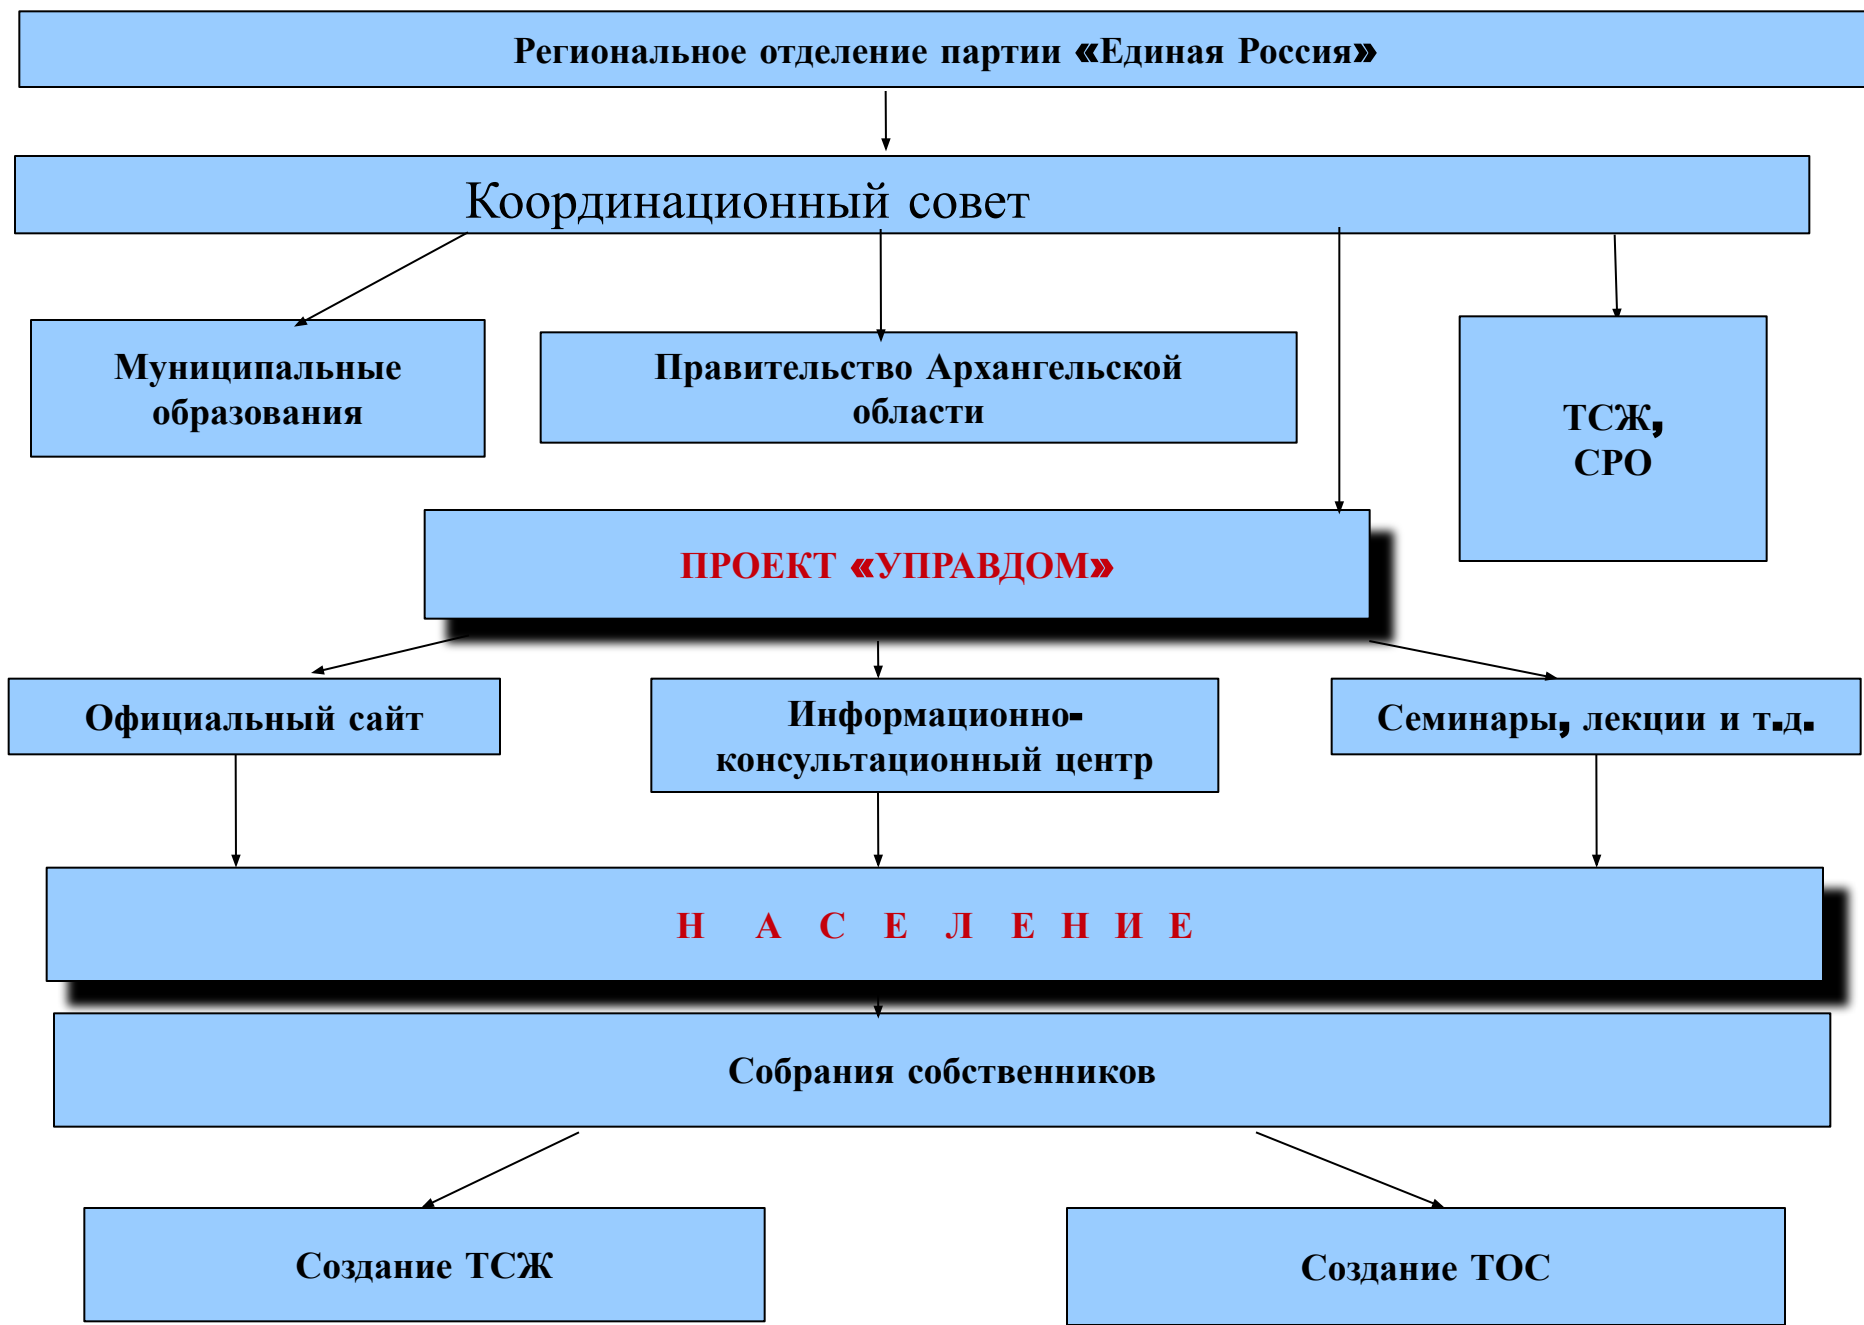 Региональное отделение партии «Единая Россия»
Координационный совет
Муниципальные
образования
Правительство Архангельской
области
ТСЖ,
СРО
ПРОЕКТ «УПРАВДОМ»
Официальный сайт
Информационно-
консультационный центр
Семинары, лекции и т.д.
Н А С Е Л Е Н И Е
Собрания собственников
Создание ТСЖ
Создание ТОС